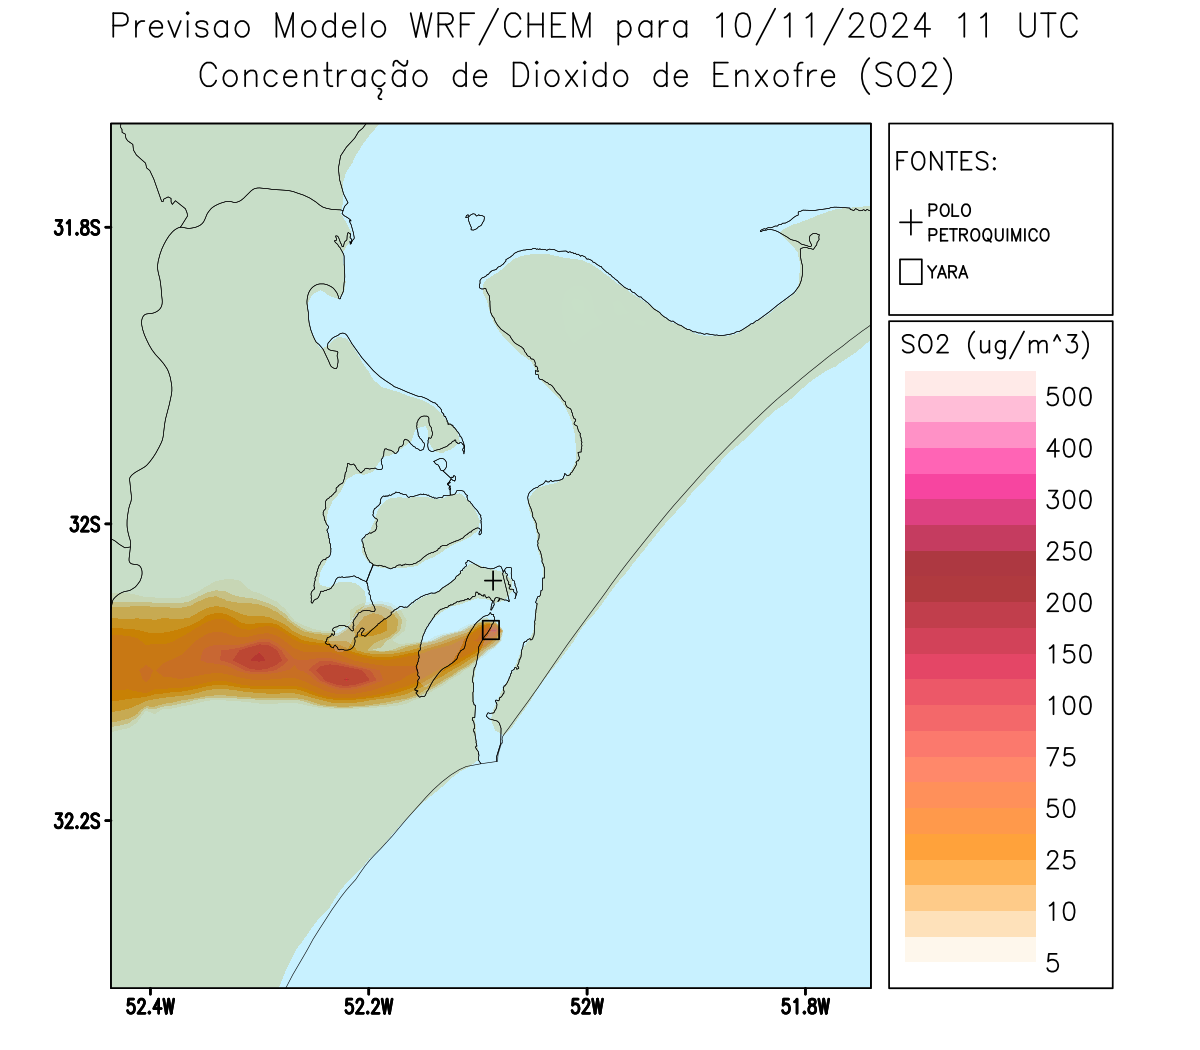 Previsao Modelo WRF/CHEM para 10/11/2024 11 UTC
Concentração de Dioxido de Enxofre (SO2)
FONTES:
POLO
PETROQUIMICO
YARA
SO2 (ug/m^3)
500
400
300
250
200
150
100
75
50
25
10
5
31.8S
32S
32.2S
52.4W
52.2W
52W
51.8W